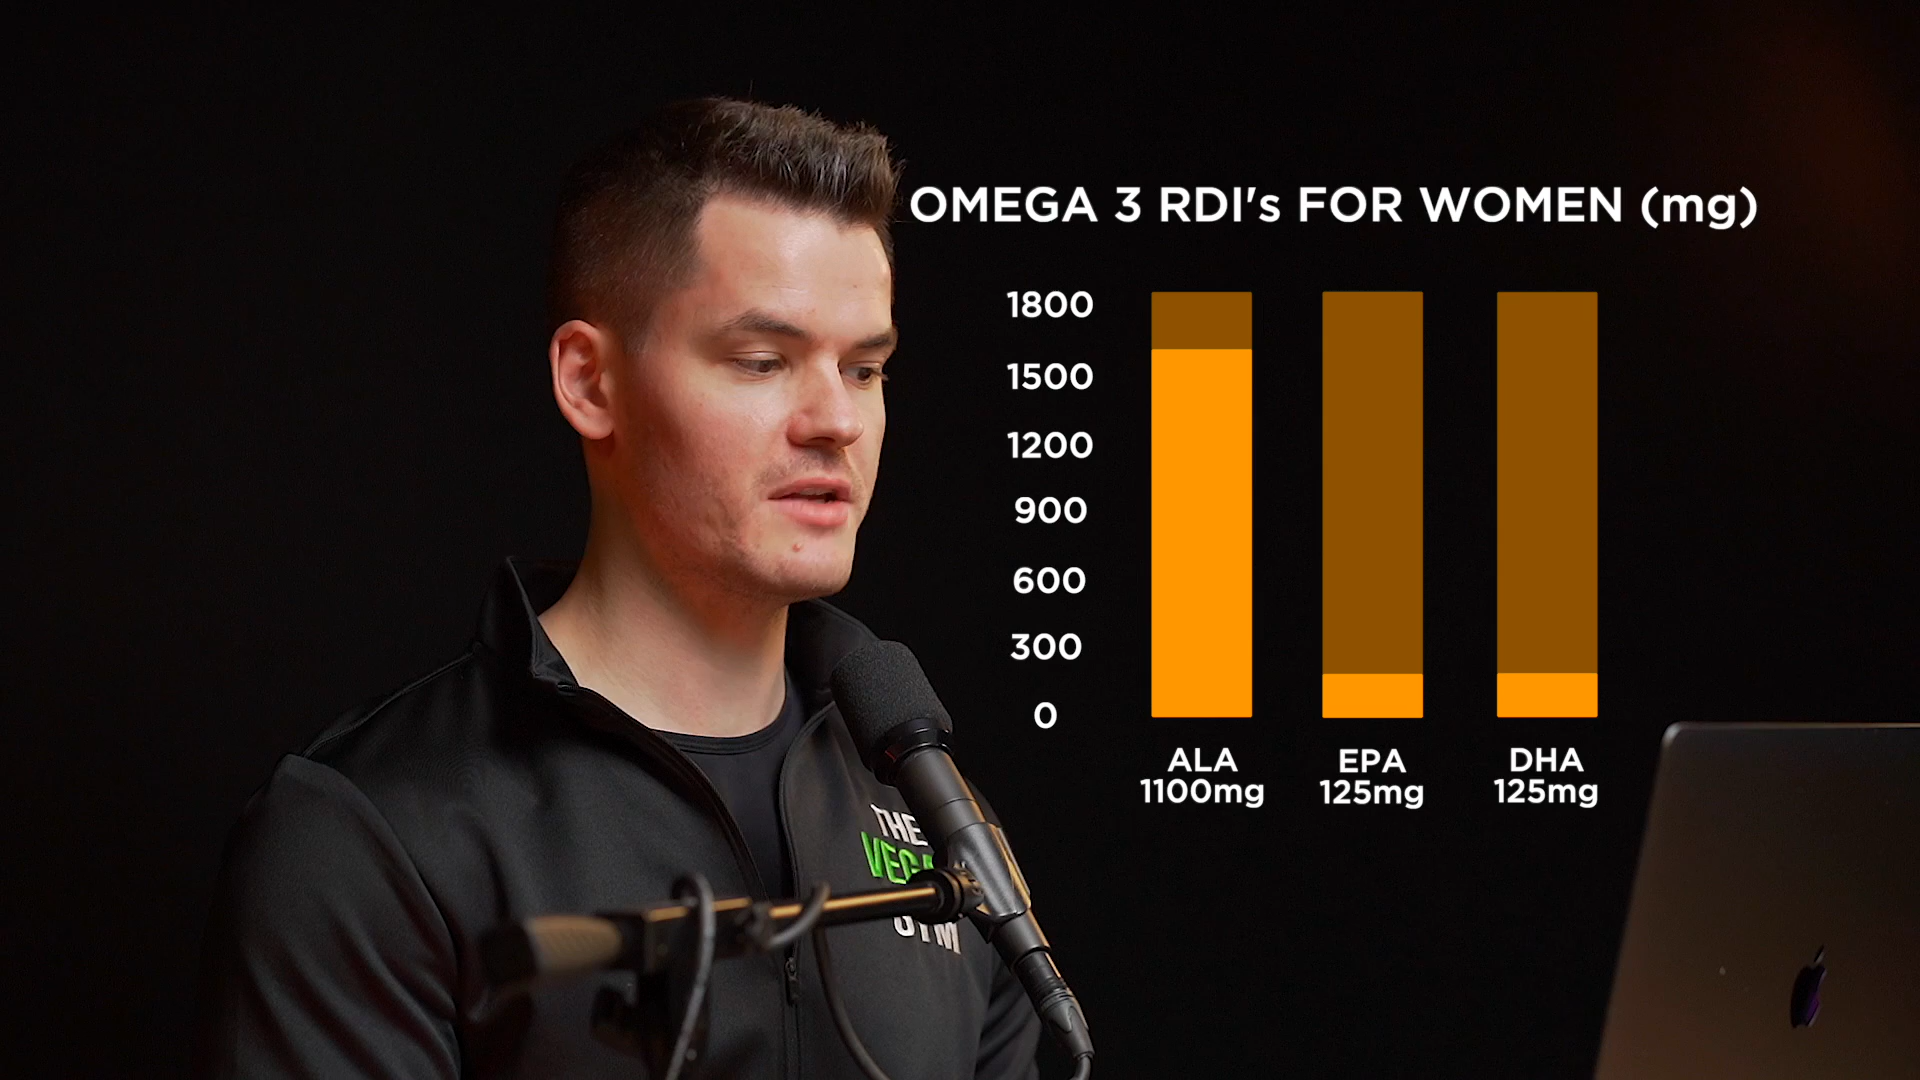 OMEGA 3 RDI's FOR WOMEN (mg)
1800
1500
1200
900
600
300
0
ALA
1100mg
EPA
125mg
DHA
125mg
THE
GYM